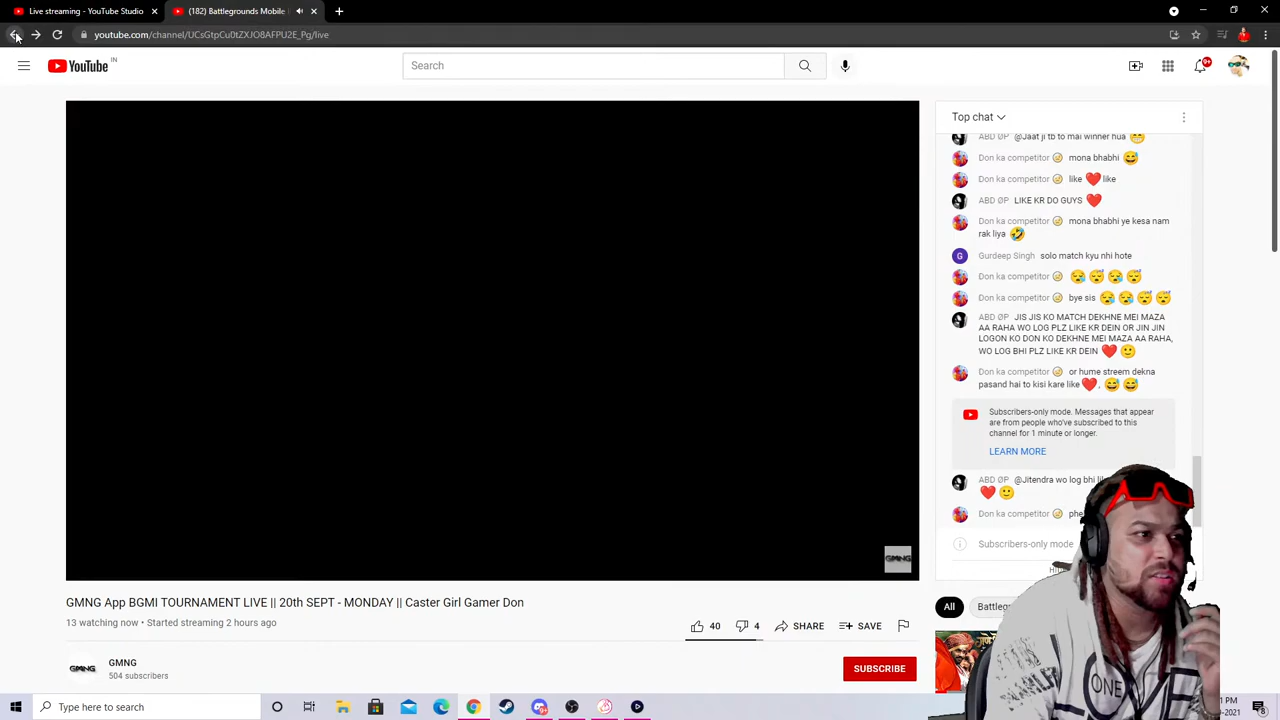 Live streaming - YouTube Studio
(182) Battlegrounds Mobile
youtube.com/channel/UCsGtpCu0tZXJO8AFPU2E_Pg/live
YouTube IN
Search
9+
Top chat
ABD ØP @Jaat ji tb to mai winner hua 😁
Don ka competitor mona bhabhi 😅
Don ka competitor like ❤️ like
ABD ØP LIKE KR DO GUYS ❤️
Don ka competitor mona bhabhi ye kesa nam
rak liya 🤣
G Gurdeep Singh solo match kyu nhi hote
Don ka competitor 😪😴😪😴
Don ka competitor bye sis 😪😪😴😴
ABD ØP JIS JIS KO MATCH DEKHNE MEI MAZA
AA RAHA WO LOG PLZ LIKE KR DEIN OR JIN JIN
LOGON KO DON KO DEKHNE MEI MAZA AA RAHA,
WO LOG BHI PLZ LIKE KR DEIN ❤️🙂
Don ka competitor or hume streem dekna
pasand hai to kisi kare like ❤️, 😅😅
Subscribers-only mode. Messages that appear
are from people who've subscribed to this
channel for 1 minute or longer.
LEARN MORE
ABD ØP @Jitendra wo log bhi
❤️🙂
Don ka competitor
Subscribers-only mode
GMNG
GMNG App BGMI TOURNAMENT LIVE || 20th SEPT - MONDAY || Caster Girl Gamer Don
13 watching now • Started streaming 2 hours ago
40 4 SHARE SAVE
All
GMNG
GMNG
504 subscribers
SUBSCRIBE
ONE
Type here to search
PM
-2021
8